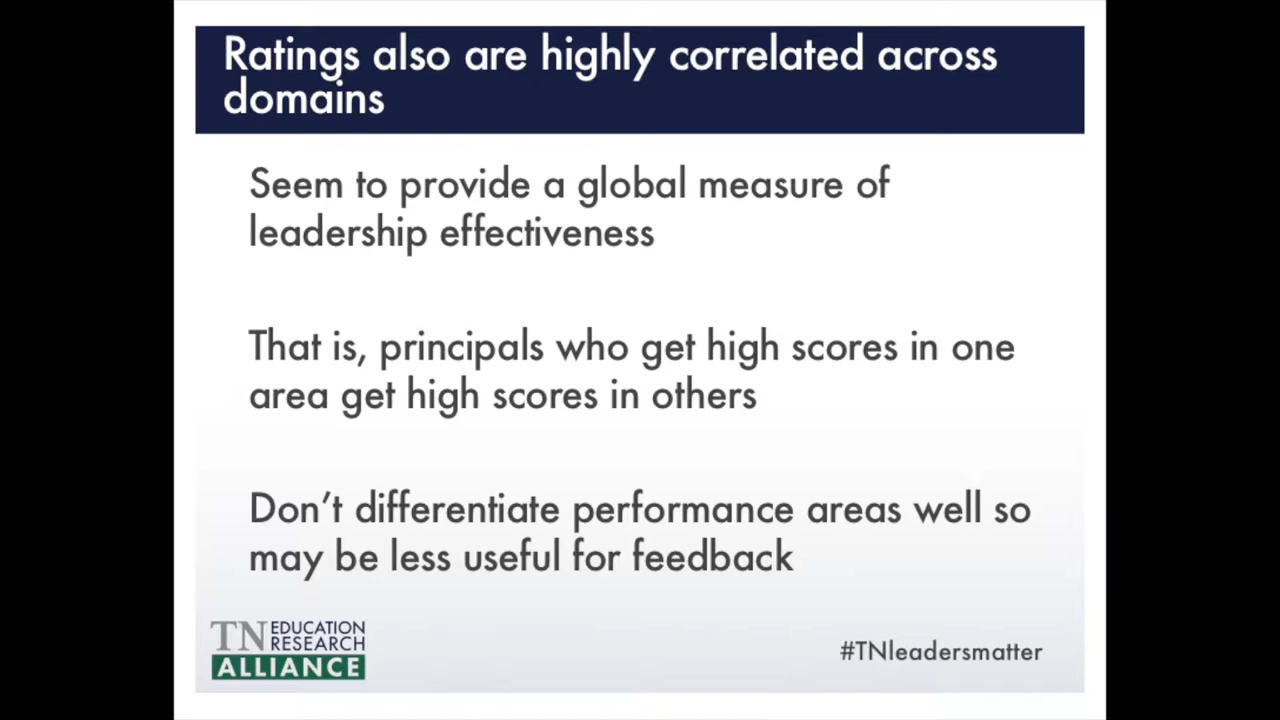 Ratings also are highly correlated across
domains
Seem to provide a global measure of
leadership effectiveness
That is, principals who get high scores in one
area get high scores in others
Don't differentiate performance areas well so
may be less useful for feedback
TN EDUCATION
RESEARCH
ALLIANCE
#TNleadersmatter